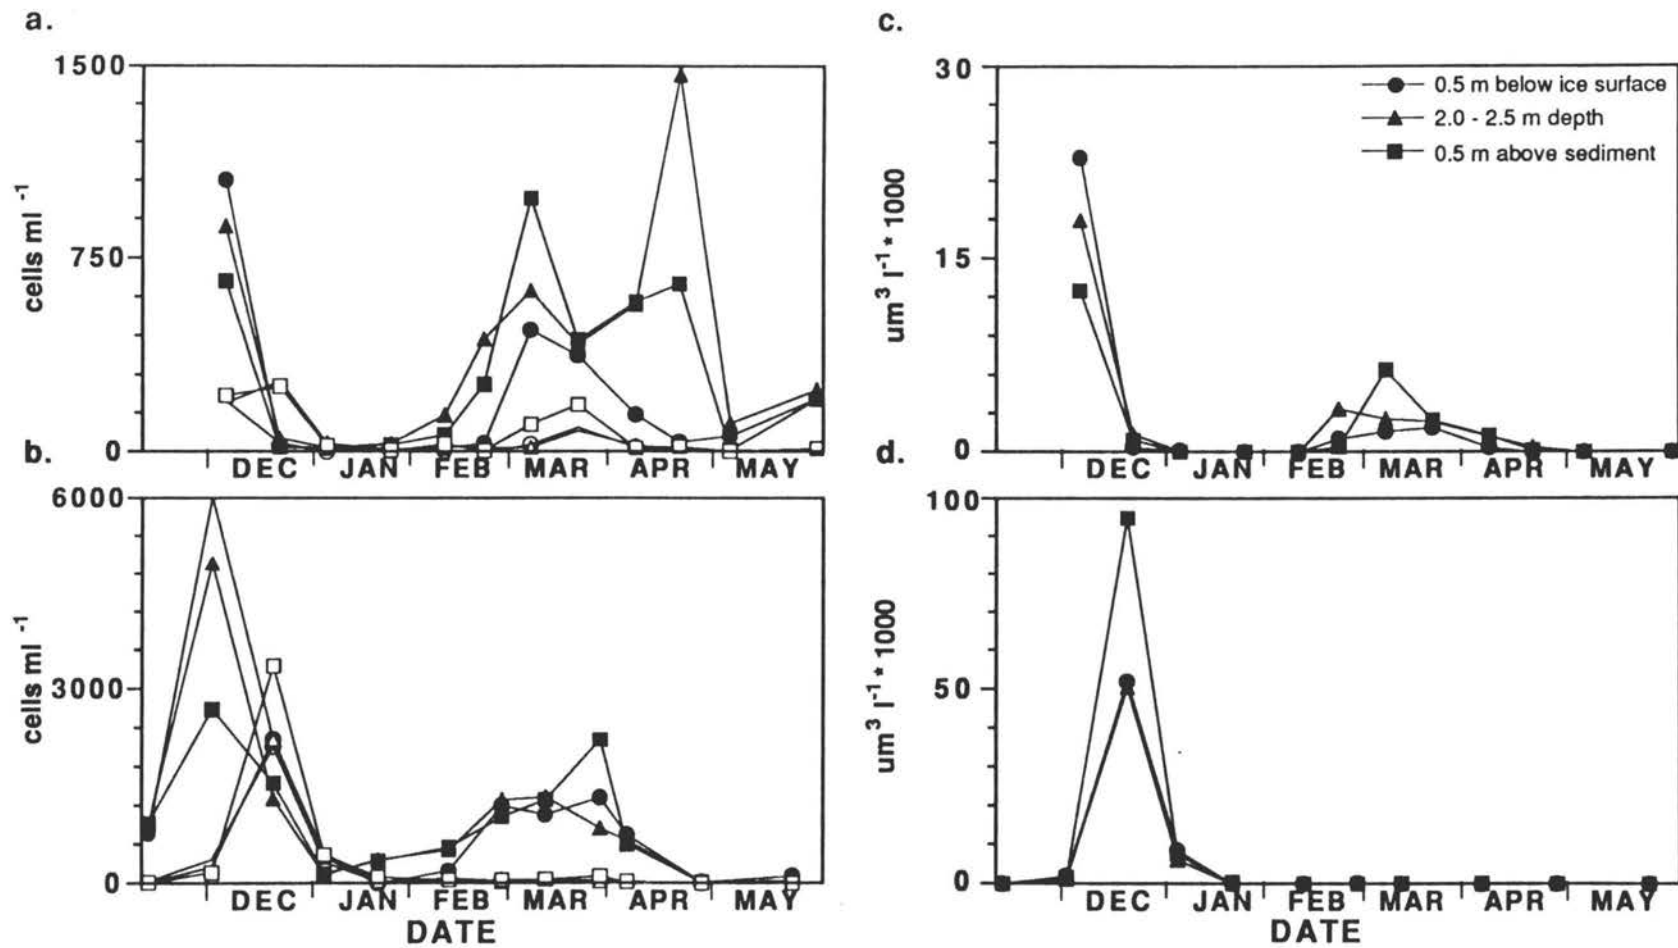 a.
1500
750
0
cells ml -1
DEC JAN FEB MAR APR MAY
b.
6000
3000
0
cells ml -1
DEC JAN FEB MAR APR MAY
DATE
c.
30
15
0
um3 l-1 * 1000
0.5 m below ice surface
2.0 - 2.5 m depth
0.5 m above sediment
DEC JAN FEB MAR APR MAY
d.
100
50
0
um3 l-1 * 1000
DEC JAN FEB MAR APR MAY
DATE